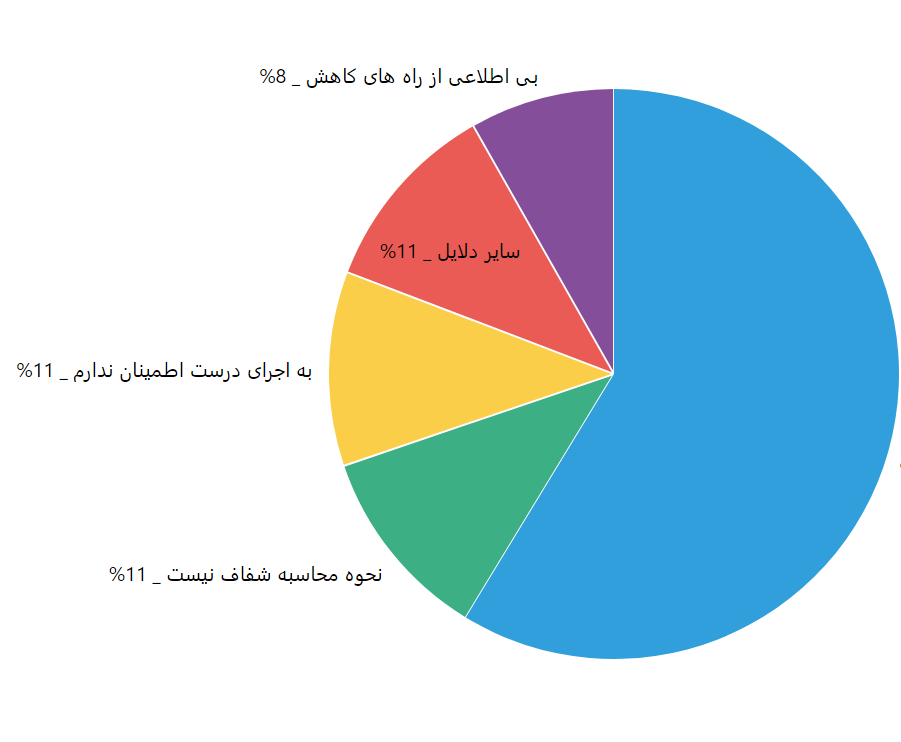 بی اطلاعی از راه های کاهش _ 8%
سایر دلایل _ 11%
به اجرای درست اطمینان ندارم _ 11%
نحوه محاسبه شفاف نیست _ 11%